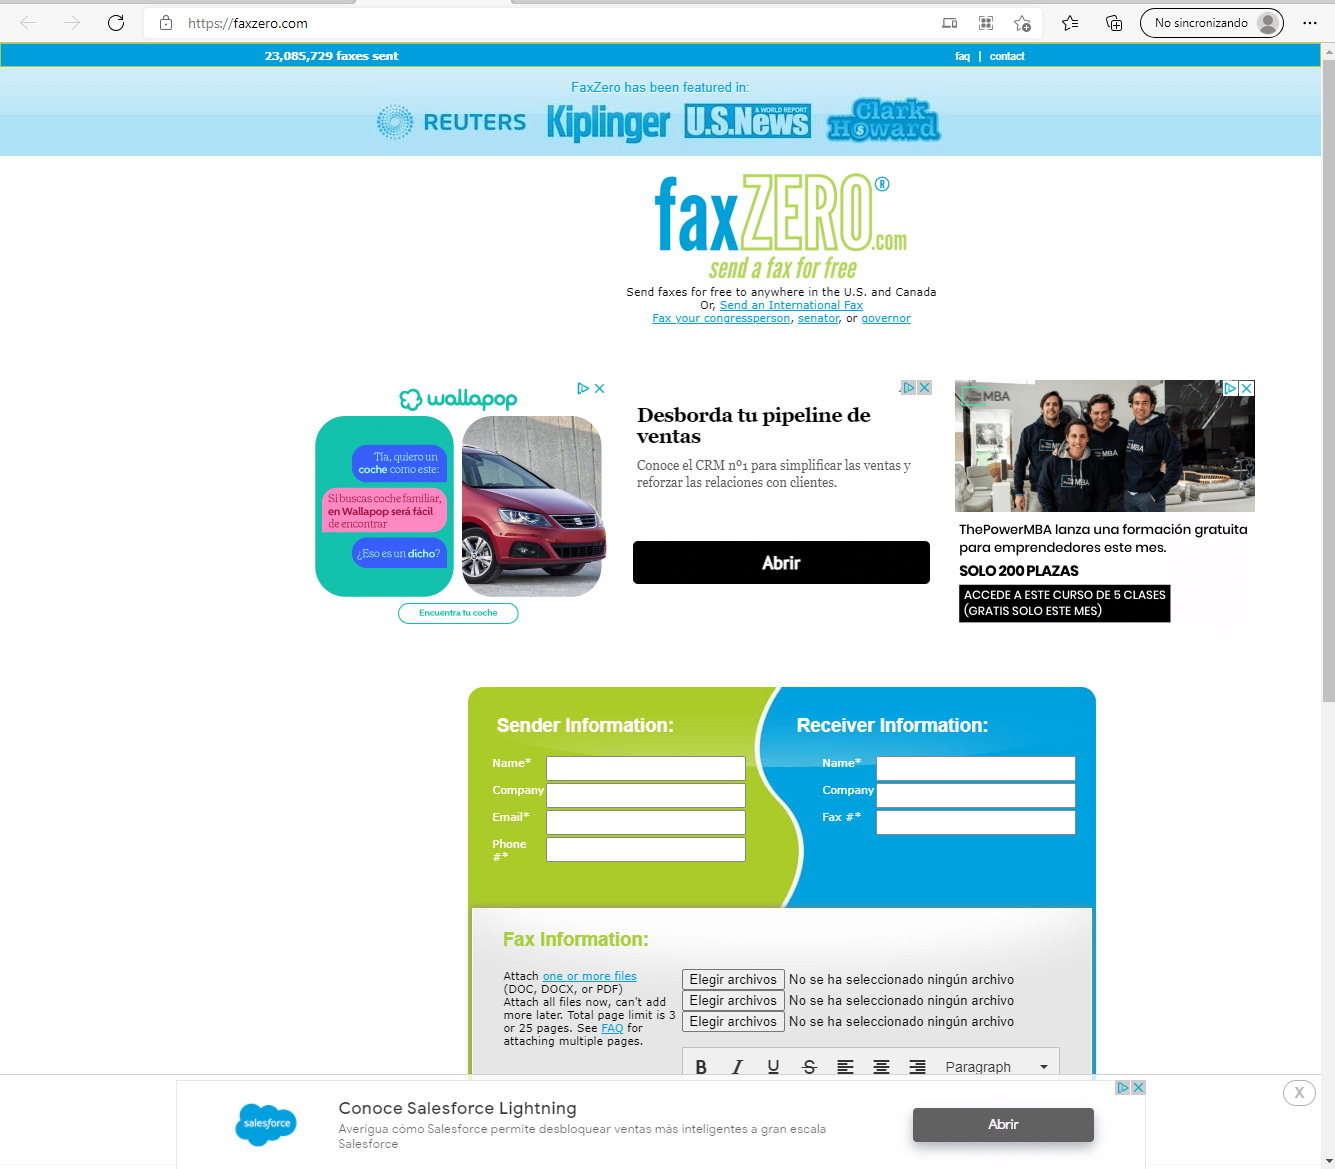 https://faxzero.com
No sincronizando
23,085,729 faxes sent
faq | contact
FaxZero has been featured in:
REUTERS Kiplinger U.S.News & WORLD REPORT Clark Howard
faxZERO®.com
send a fax for free
Send faxes for free to anywhere in the U.S. and Canada
Or, Send an International Fax
Fax your congressperson, senator, or governor
wallapop
Tía, quiero un
coche como este:
Si buscas coche familiar,
en Wallapop será fácil
de encontrar
¿Eso es un dicho?
Encuentra tu coche
Desborda tu pipeline de
ventas
Conoce el CRM nº1 para simplificar las ventas y
reforzar las relaciones con clientes.
Abrir
MBA
MBA
MBA
ThePowerMBA lanza una formación gratuita
para emprendedores este mes.
SOLO 200 PLAZAS
ACCEDE A ESTE CURSO DE 5 CLASES
(GRATIS SOLO ESTE MES)
Sender Information:
Name*
Company
Email*
Phone
#*
Receiver Information:
Name*
Company
Fax #*
Fax Information:
Attach one or more files
(DOC, DOCX, or PDF)
Attach all files now, can't add
more later. Total page limit is 3
or 25 pages. See FAQ for
attaching multiple pages.
Elegir archivos No se ha seleccionado ningún archivo
Elegir archivos No se ha seleccionado ningún archivo
Elegir archivos No se ha seleccionado ningún archivo
B I U S Paragraph
salesforce
Conoce Salesforce Lightning
Averigua cómo Salesforce permite desbloquear ventas más inteligentes a gran escala
Salesforce
Abrir
X